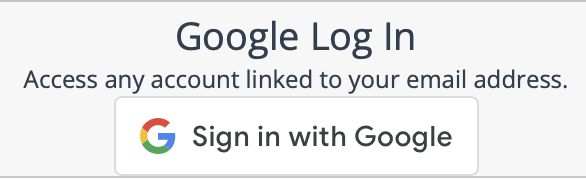 Google Log In
Access any account linked to your email address.
Sign in with Google